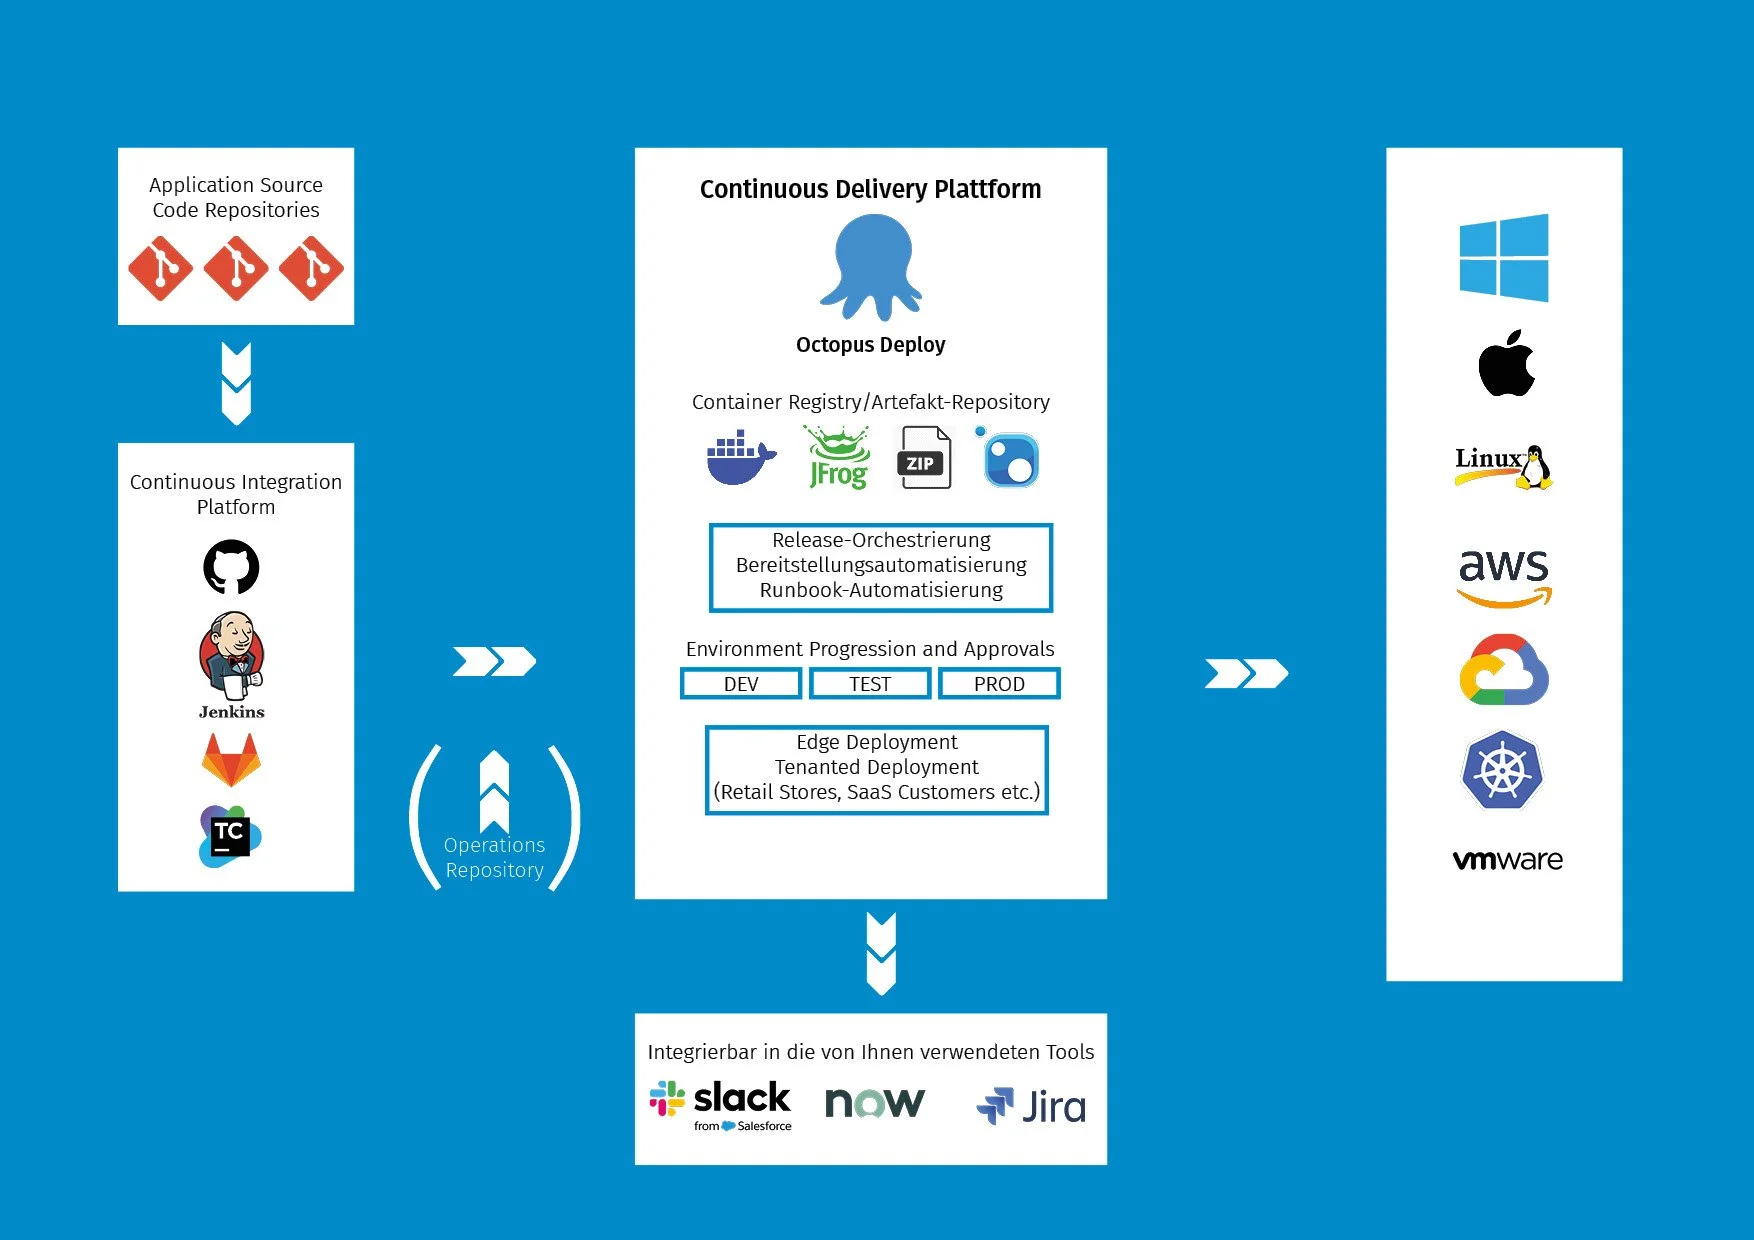 Application Source
Code Repositories
Continuous Integration
Platform
Jenkins
TC
Operations
Repository
Continuous Delivery Plattform
Octopus Deploy
Container Registry/Artefakt-Repository
JFrog
ZIP
Release-Orchestrierung
Bereitstellungsautomatisierung
Runbook-Automatisierung
Environment Progression and Approvals
DEV TEST PROD
Edge Deployment
Tenanted Deployment
(Retail Stores, SaaS Customers etc.)
Integrierbar in die von Ihnen verwendeten Tools
slack
from Salesforce
now
Jira
Linux
aws
vmware